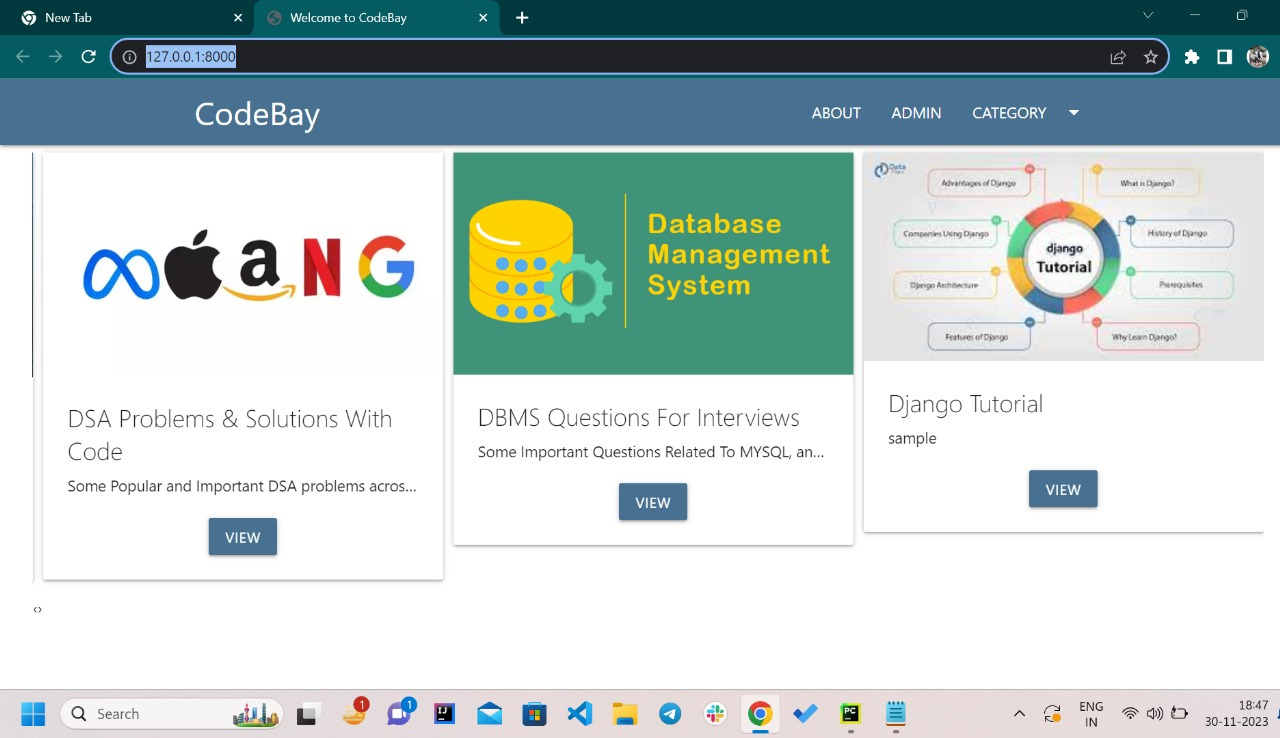 New Tab
Welcome to CodeBay
127.0.0.1:8000
CodeBay
ABOUT
ADMIN
CATEGORY
a
N
G
DSA Problems & Solutions With
Code
Some Popular and Important DSA problems acros...
VIEW
Database
Management
System
DBMS Questions For Interviews
Some Important Questions Related To MYSQL, an...
VIEW
Data
Advantages of Django
What is Django?
Companies Using Django
History of Django
django
Tutorial
Django Architecture
Prerequisites
Features of Django
Why Learn Django?
Django Tutorial
sample
VIEW
‹›
Search
1
1
IJ
PC
ENG
IN
18:47
30-11-2023